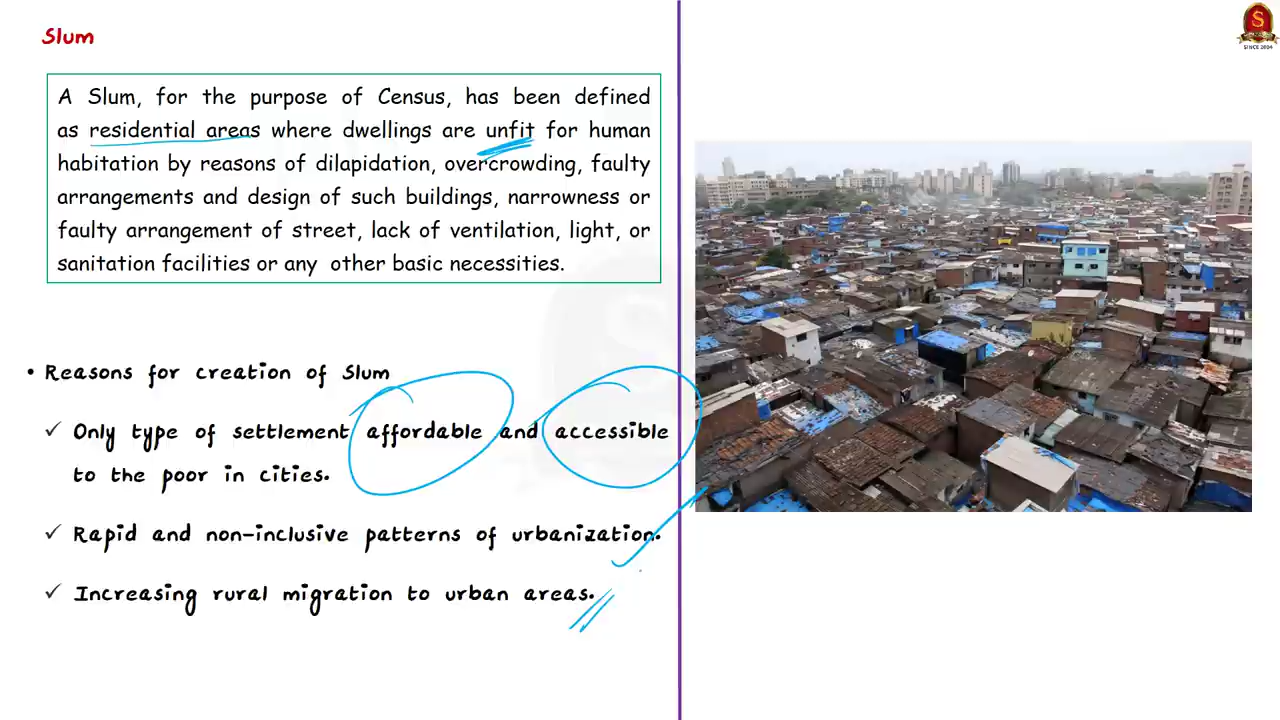 Slum
A Slum, for the purpose of Census, has been defined
as residential areas where dwellings are unfit for human
habitation by reasons of dilapidation, overcrowding, faulty
arrangements and design of such buildings, narrowness or
faulty arrangement of street, lack of ventilation, light, or
sanitation facilities or any other basic necessities.
• Reasons for creation of Slum
✓ Only type of settlement affordable and accessible
to the poor in cities.
✓ Rapid and non-inclusive patterns of urbanization.
✓ Increasing rural migration to urban areas.
S
SINCE 2004